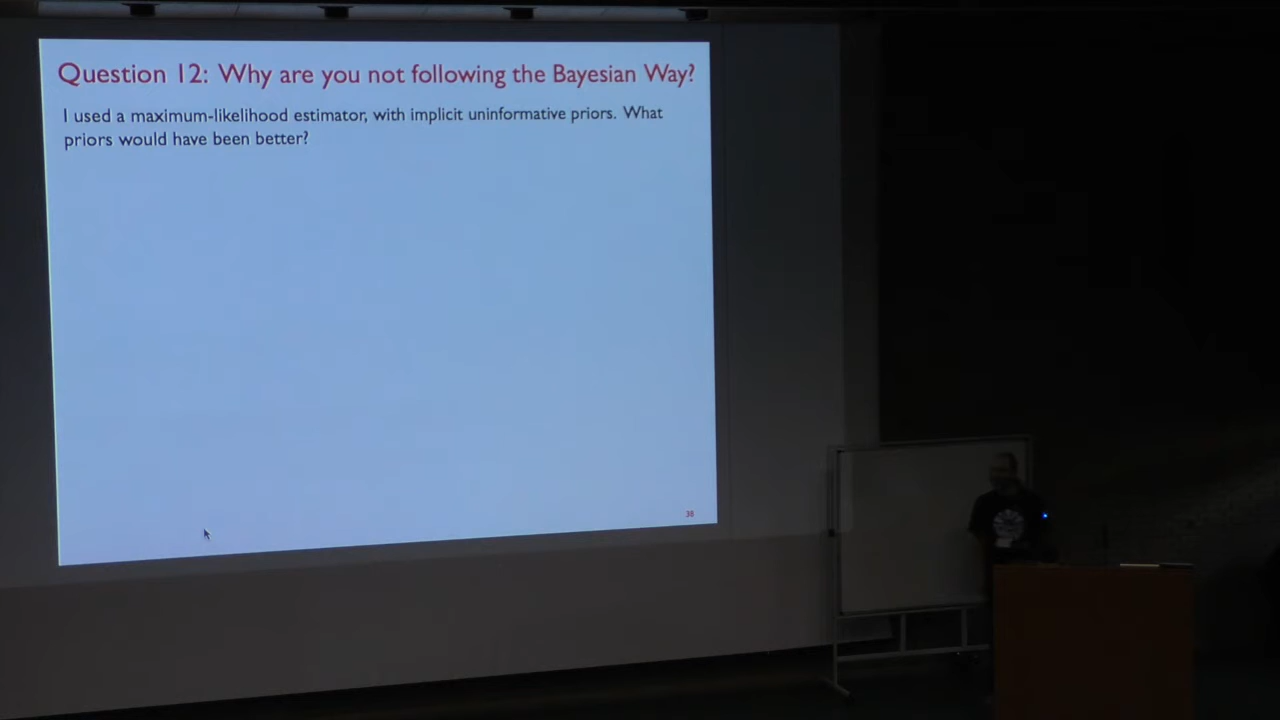 Question 12: Why are you not following the Bayesian Way?
I used a maximum-likelihood estimator, with implicit uninformative priors. What
priors would have been better?
38